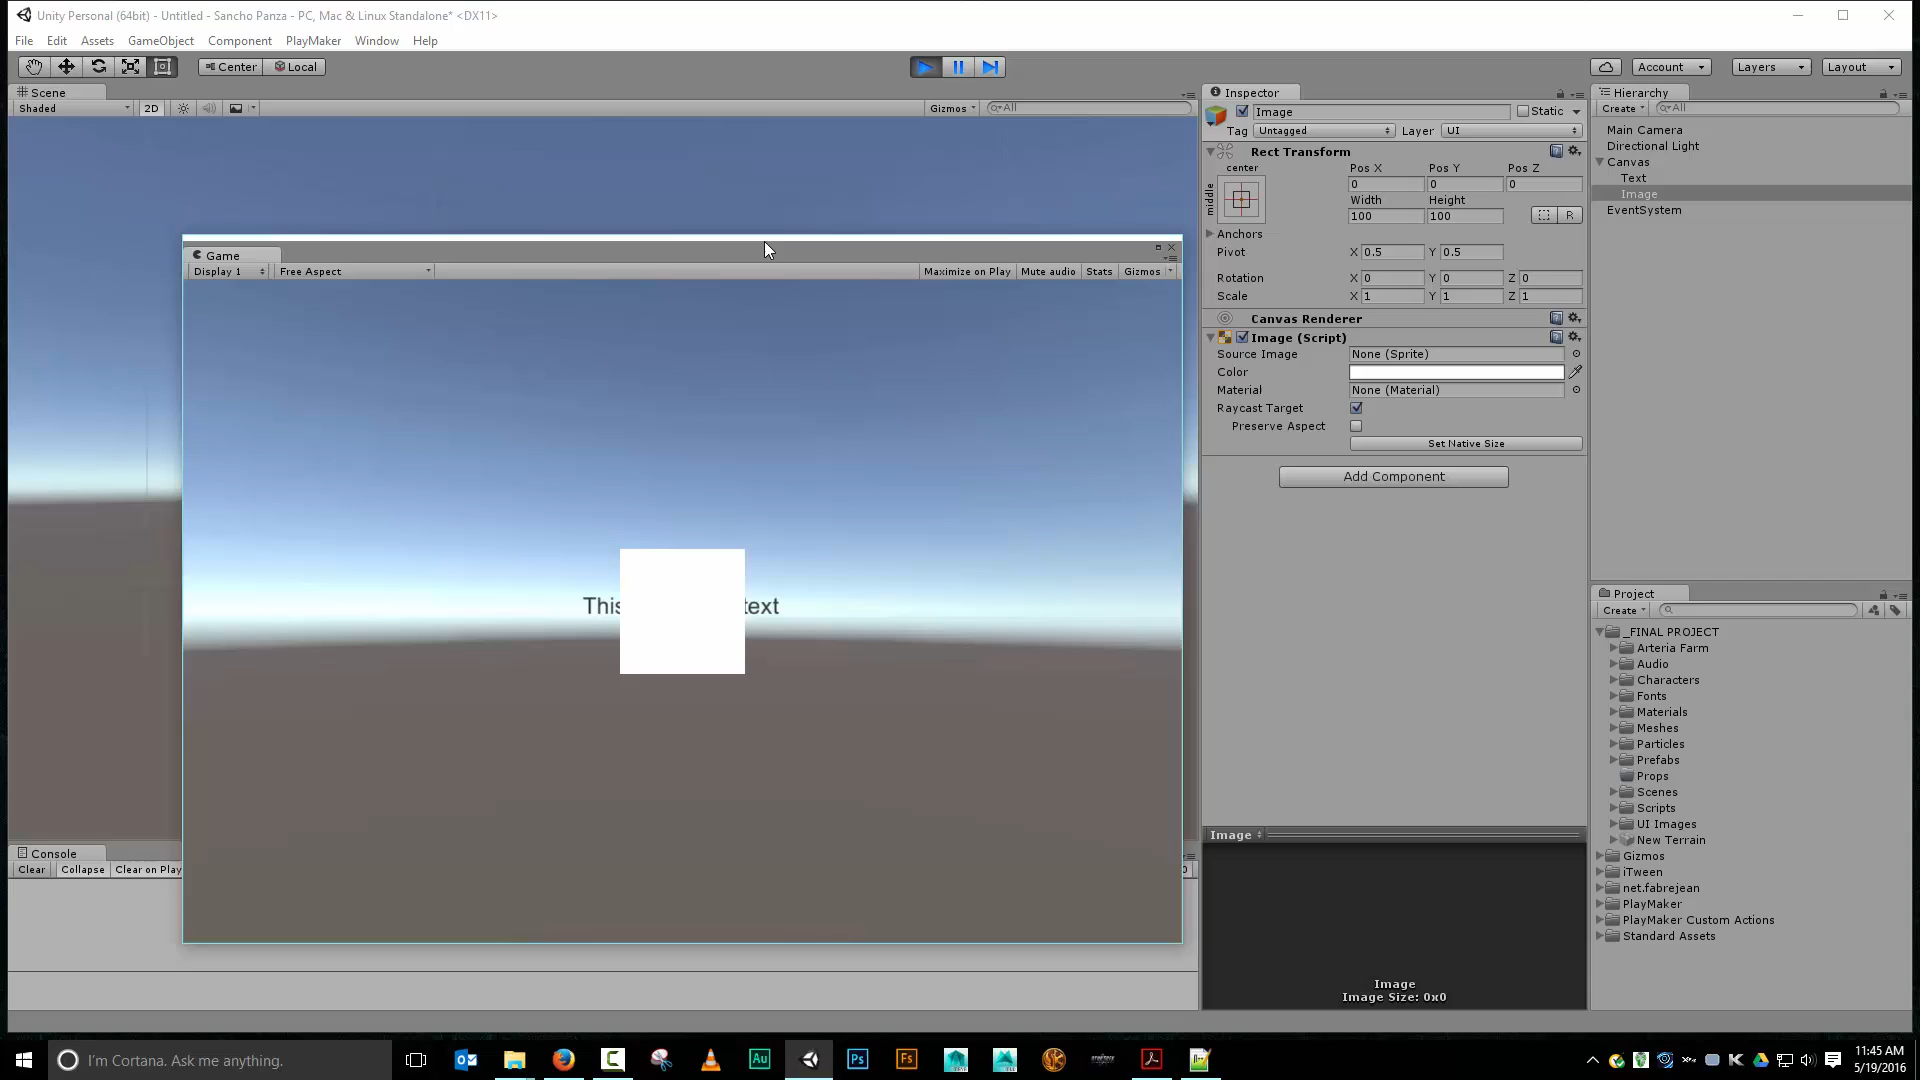 Unity Personal (64bit) - Untitled - Sancho Panza - PC, Mac & Linux Standalone* <DX11>
File Edit Assets GameObject Component PlayMaker Window Help
Center Local Account Layers Layout
Scene
Shaded 2D Gizmos All
Game
Display 1 Free Aspect Maximize on Play Mute audio Stats Gizmos
This text
Console
Clear Collapse Clear on Play 0
Inspector
Image Static
Tag Untagged Layer UI
Rect Transform
center Pos X Pos Y Pos Z
middle 0 0 0
Width Height
100 100 R
Anchors
Pivot X 0.5 Y 0.5
Rotation X 0 Y 0 Z 0
Scale X 1 Y 1 Z 1
Canvas Renderer
Image (Script)
Source Image None (Sprite)
Color
Material None (Material)
Raycast Target
Preserve Aspect
Set Native Size
Add Component
Image
Image
Image Size: 0x0
Hierarchy
Create All
Main Camera
Directional Light
Canvas
Text
Image
EventSystem
Project
Create
_FINAL PROJECT
Arteria Farm
Audio
Characters
Fonts
Materials
Meshes
Particles
Prefabs
Props
Scenes
Scripts
UI Images
New Terrain
Gizmos
iTween
net.fabrejean
PlayMaker
PlayMaker Custom Actions
Standard Assets
I'm Cortana. Ask me anything.
Au Ps Fs
11:45 AM
5/19/2016